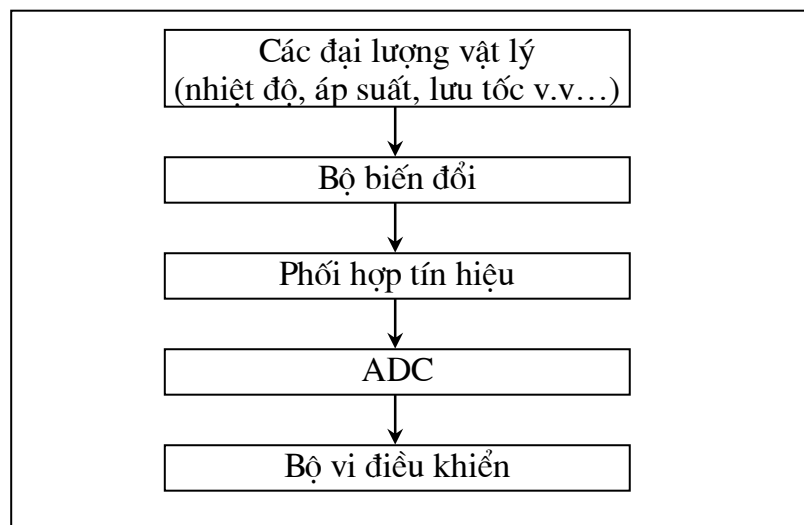 Các đại lượng vật lý
(nhiệt độ, áp suất, lưu tốc v.v…)
Bộ biến đổi
Phối hợp tín hiệu
ADC
Bộ vi điều khiển